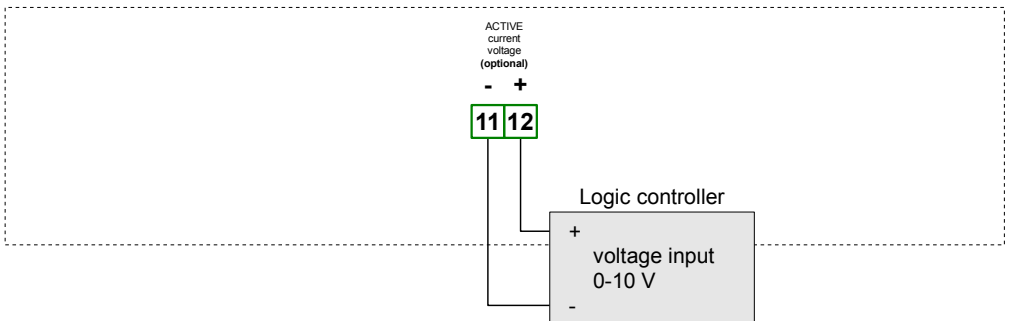 ACTIVE
current
voltage
(optional)
- +
11 12
Logic controller
+
voltage input
0-10 V
-